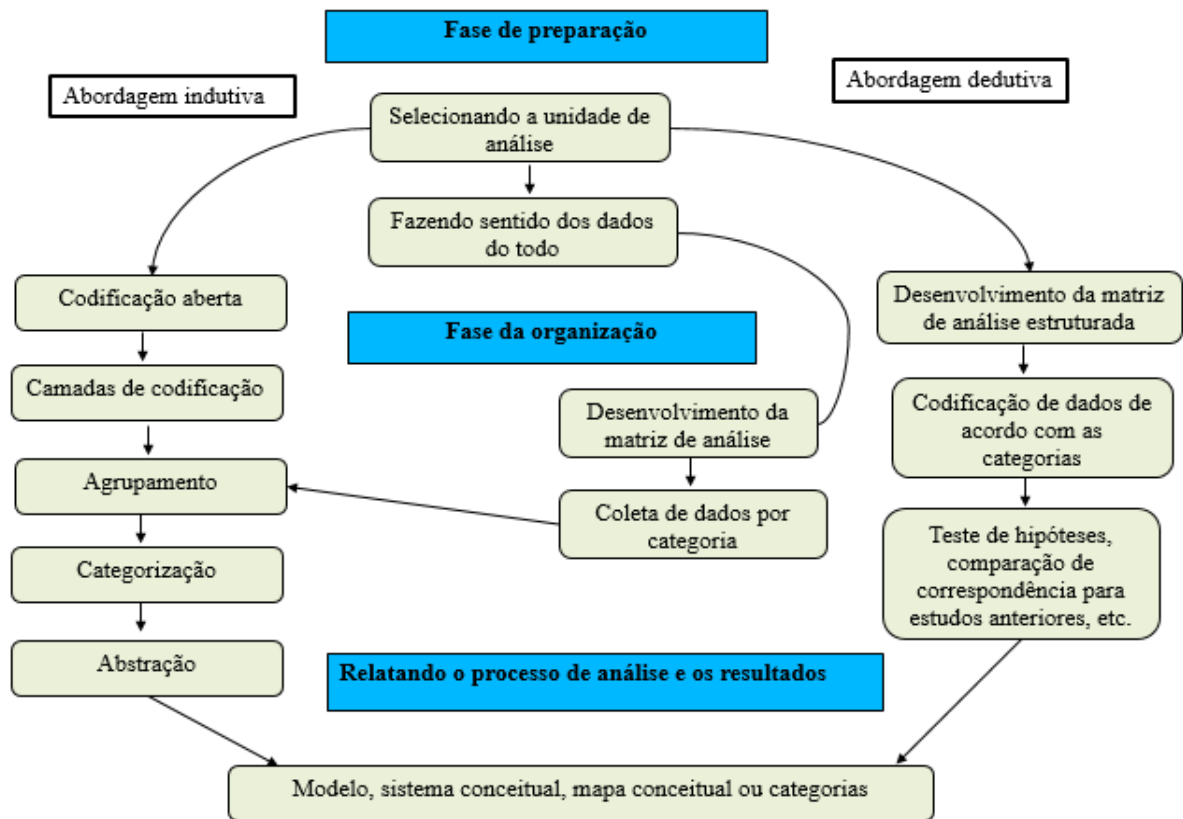 Fase de preparação
Abordagem indutiva
Abordagem dedutiva
Selecionando a unidade de
análise
Fazendo sentido dos dados
do todo
Codificação aberta
Desenvolvimento da matriz
de análise estruturada
Fase da organização
Camadas de codificação
Desenvolvimento da
matriz de análise
Codificação de dados de
acordo com as
categorias
Agrupamento
Coleta de dados por
categoria
Teste de hipóteses,
comparação de
correspondência para
estudos anteriores, etc.
Categorização
Abstração
Relatando o processo de análise e os resultados
Modelo, sistema conceitual, mapa conceitual ou categorias